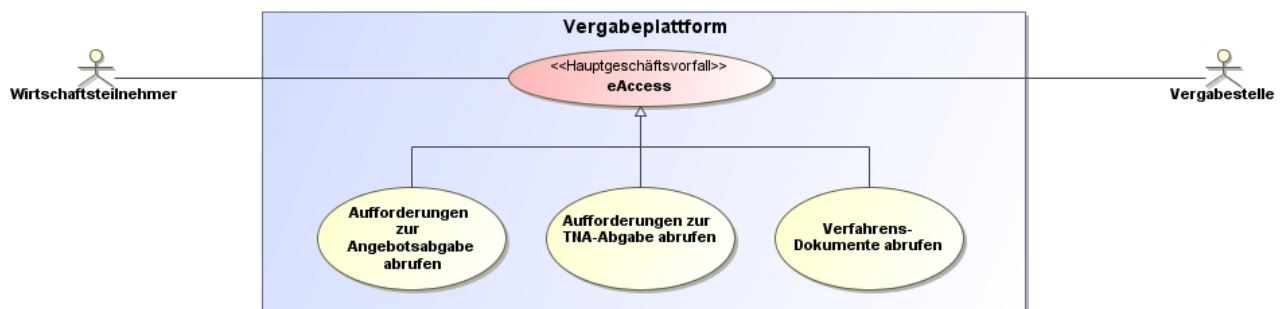 Vergabeplattform
<<Hauptgeschäftsvorfall>>
eAccess
Wirtschaftsteilnehmer
Vergabestelle
Aufforderungen
zur
Angebotsabgabe
abrufen
Aufforderungen zur
TNA-Abgabe abrufen
Verfahrens-
Dokumente abrufen